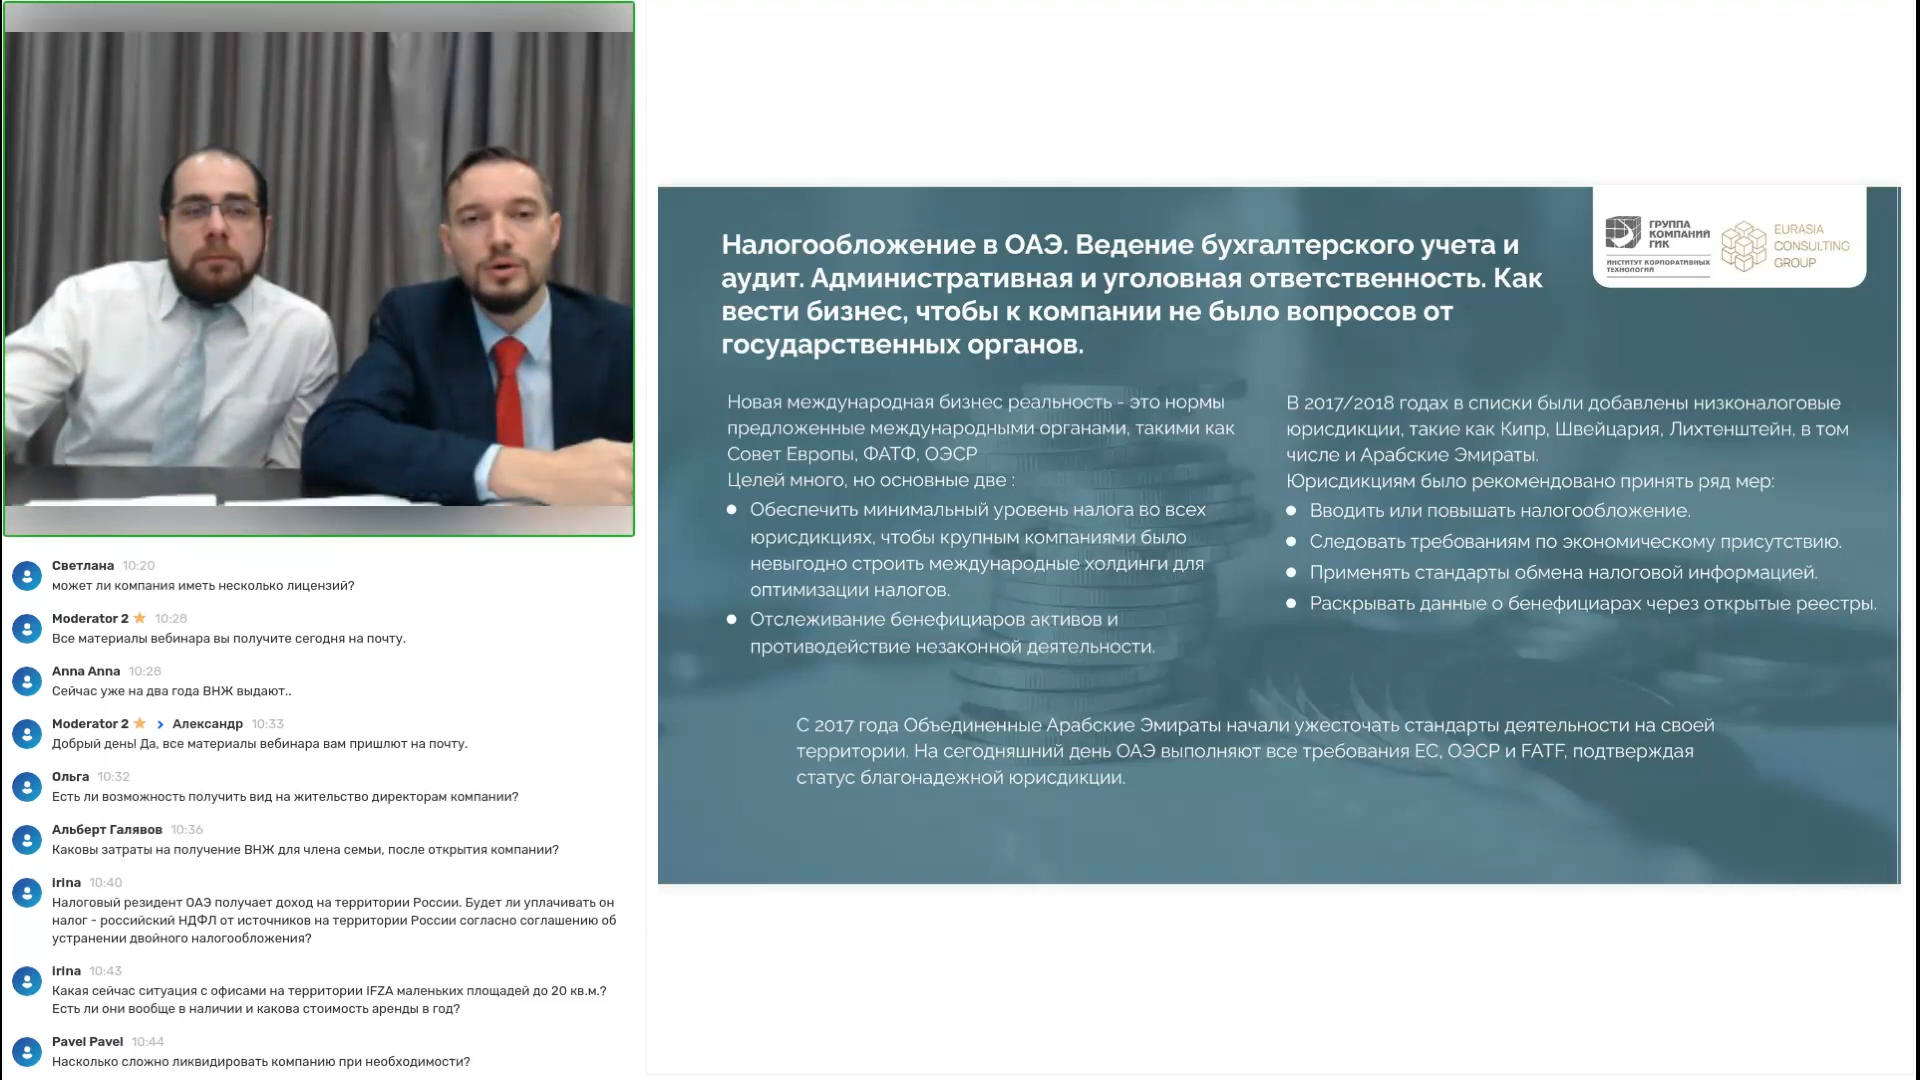 Светлана 10:20
может ли компания иметь несколько лицензий?
Moderator 2 10:28
Все материалы вебинара вы получите сегодня на почту.
Anna Anna 10:28
Сейчас уже на два года ВНЖ выдают..
Moderator 2 Александр 10:33
Добрый день! Да, все материалы вебинара вам пришлют на почту.
Ольга 10:32
Есть ли возможность получить вид на жительство директорам компании?
Альберт Галявов 10:36
Каковы затраты на получение ВНЖ для члена семьи, после открытия компании?
irina 10:40
Налоговый резидент ОАЭ получает доход на территории России. Будет ли уплачивать он
налог - российский НДФЛ от источников на территории России согласно соглашению об
устранении двойного налогообложения?
irina 10:43
Какая сейчас ситуация с офисами на территории IFZA маленьких площадей до 20 кв.м.?
Есть ли они вообще в наличии и какова стоимость аренды в год?
Pavel Pavel 10:44
Насколько сложно ликвидировать компанию при необходимости?
Налогообложение в ОАЭ. Ведение бухгалтерского учета и
аудит. Административная и уголовная ответственность. Как
вести бизнес, чтобы к компании не было вопросов от
государственных органов.
ГРУППА
КОМПАНИЙ
ГИК
ИНСТИТУТ КОРПОРАТИВНЫХ
ТЕХНОЛОГИЙ
EURASIA
CONSULTING
GROUP
Новая международная бизнес реальность - это нормы
предложенные международными органами, такими как
Совет Европы, ФАТФ, ОЭСР
Целей много, но основные две :
Обеспечить минимальный уровень налога во всех
юрисдикциях, чтобы крупным компаниями было
невыгодно строить международные холдинги для
оптимизации налогов.
Отслеживание бенефициаров активов и
противодействие незаконной деятельности.
В 2017/2018 годах в списки были добавлены низконалоговые
юрисдикции, такие как Кипр, Швейцария, Лихтенштейн, в том
числе и Арабские Эмираты.
Юрисдикциям было рекомендовано принять ряд мер:
Вводить или повышать налогообложение.
Следовать требованиям по экономическому присутствию.
Применять стандарты обмена налоговой информацией.
Раскрывать данные о бенефициарах через открытые реестры.
С 2017 года Объединенные Арабские Эмираты начали ужесточать стандарты деятельности на своей
территории. На сегодняшний день ОАЭ выполняют все требования ЕС, ОЭСР и FATF, подтверждая
статус благонадежной юрисдикции.